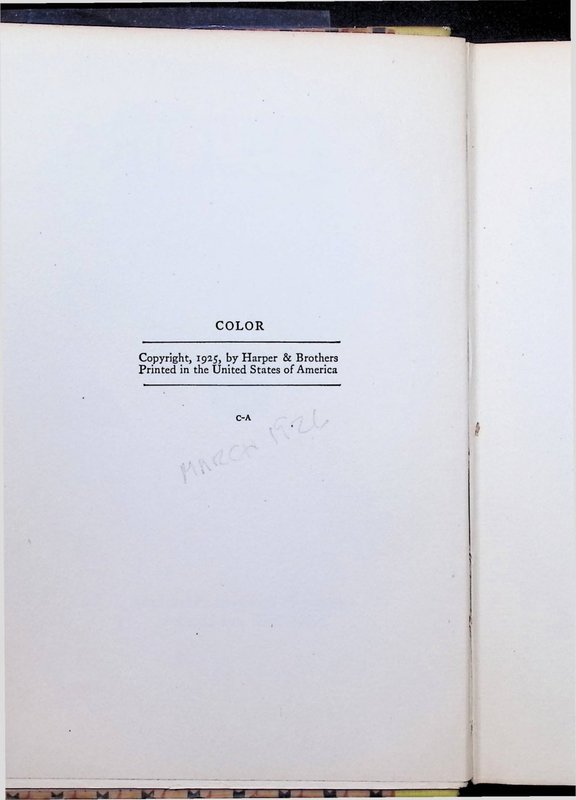 COLOR
Copyright, 1925, by Harper & Brothers
Printed in the United States of America
C-A
MARCH 1926